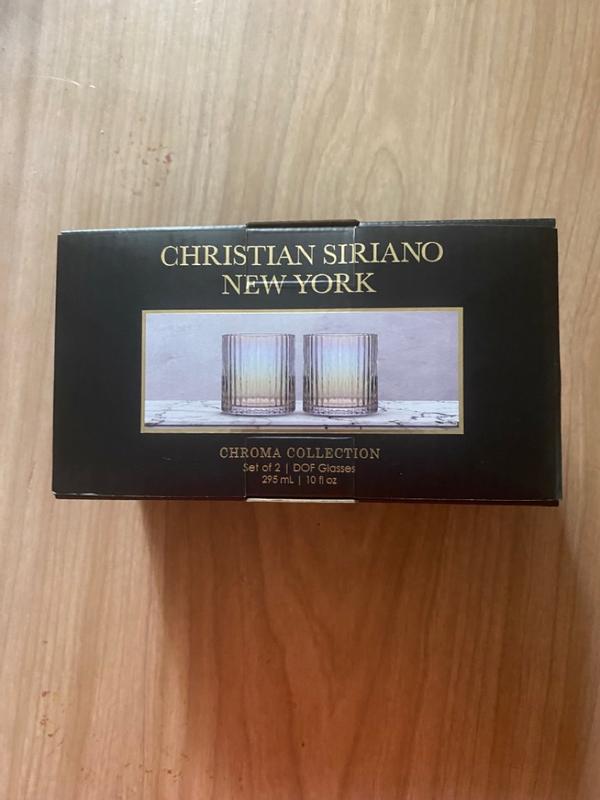 CHRISTIAN SIRIANO
NEW YORK
CHROMA COLLECTION
Set of 2 | DOF Glasses
295 mL | 10 fl oz